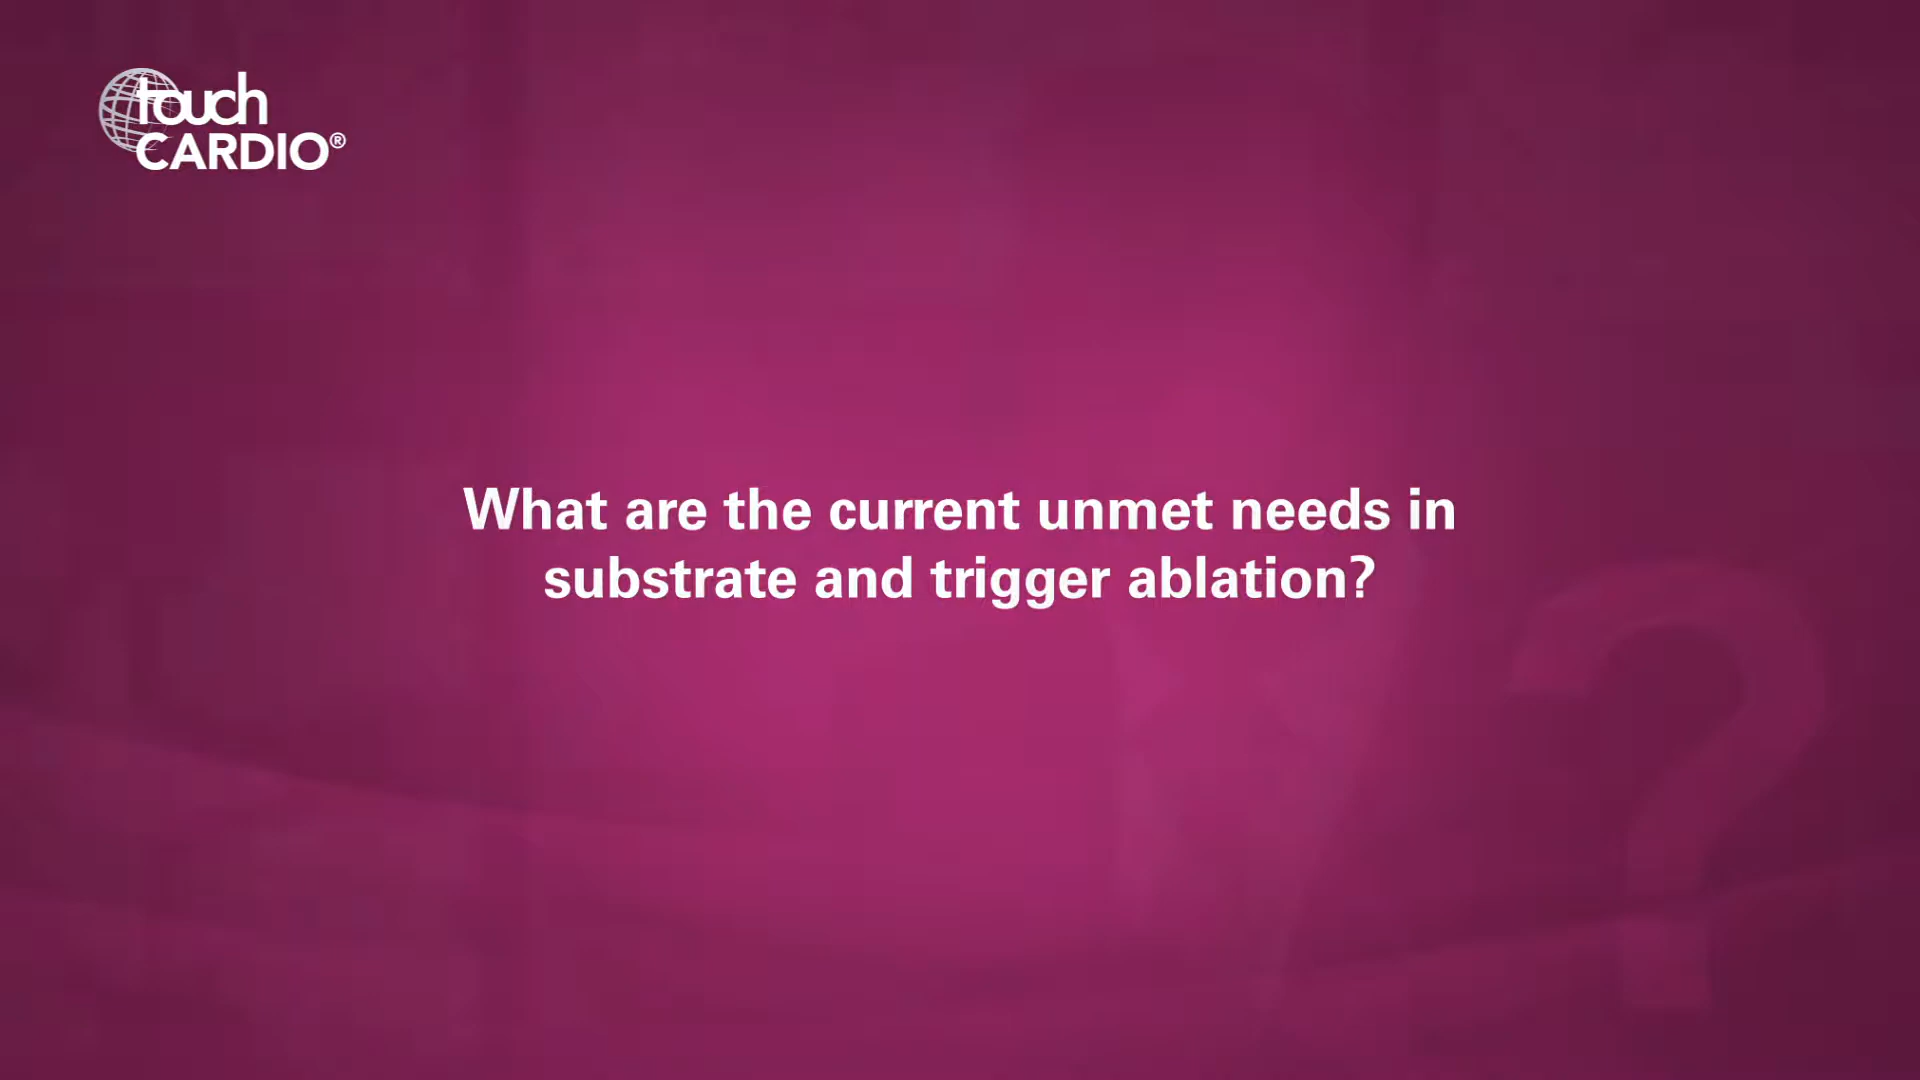 touch
CARDIO®
What are the current unmet needs in
substrate and trigger ablation?